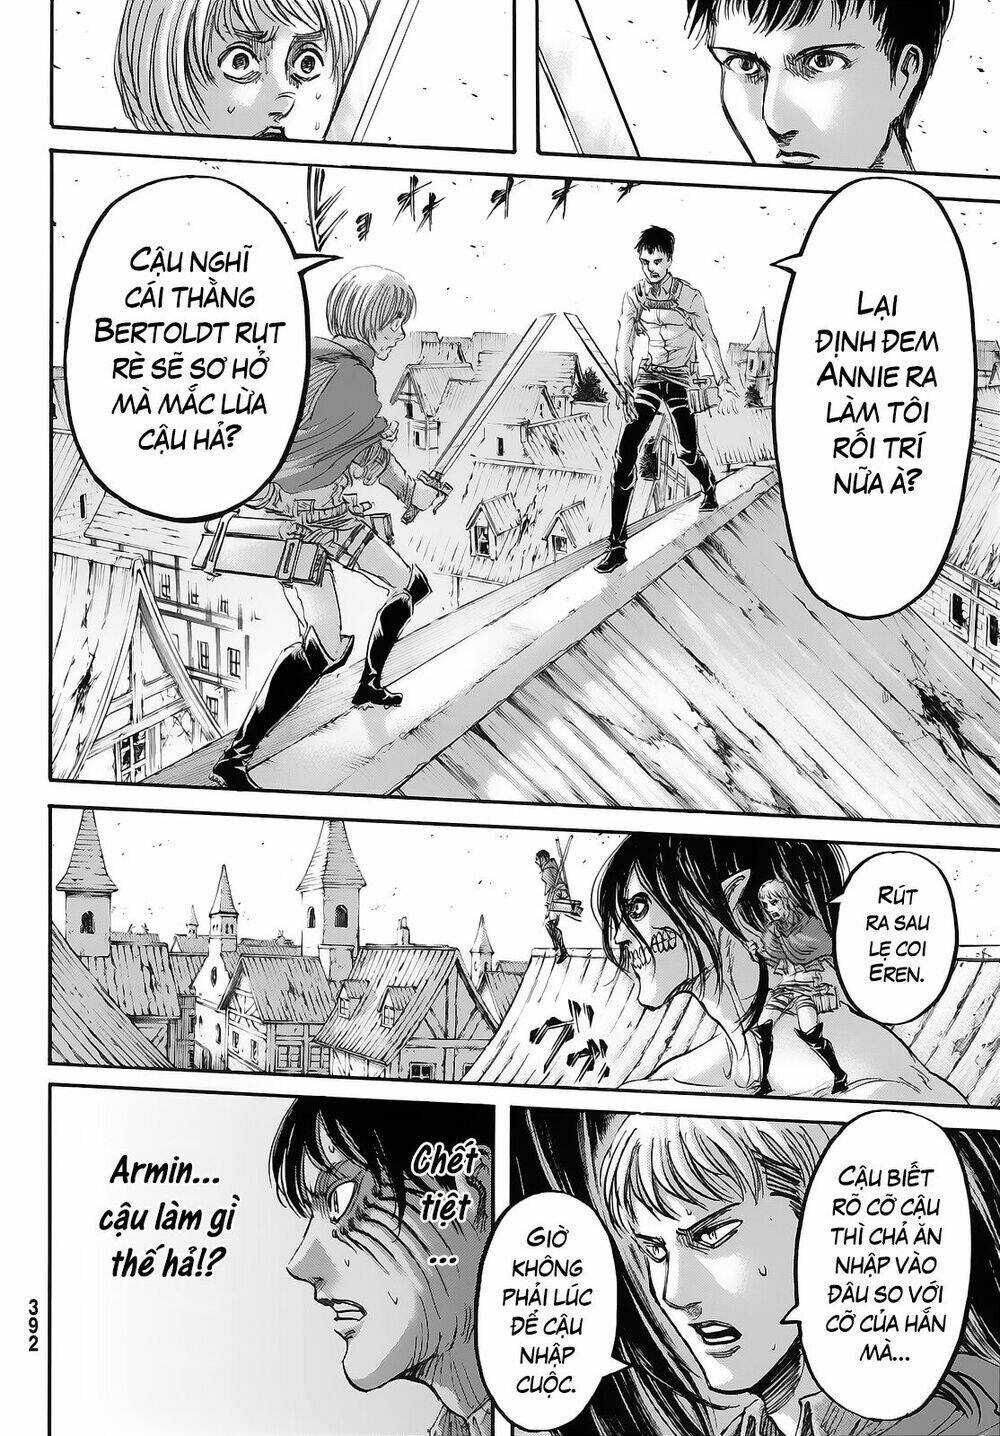 LẠI
ĐỊNH ĐEM
ANNIE RA
LÀM TÔI
RỐI TRÍ
NỮA À?
CẬU NGHĨ
CÁI THẰNG
BERTOLDT RỤT
RÈ SẼ SƠ HỞ
MÀ MẮC LỪA
CẬU HẢ?
RÚT
RA SAU
LẸ COI
EREN.
CẬU BIẾT
RÕ CỠ CẬU
THÌ CHẢ ĂN
NHẬP VÀO
ĐÂU SO VỚI
CỠ CỦA HẮN
MÀ...
GIỜ
KHÔNG
PHẢI LÚC
ĐỂ CẬU
NHẬP
CUỘC.
Chết
tiệt
...
Armin...
cậu làm gì
thế hả!?
392